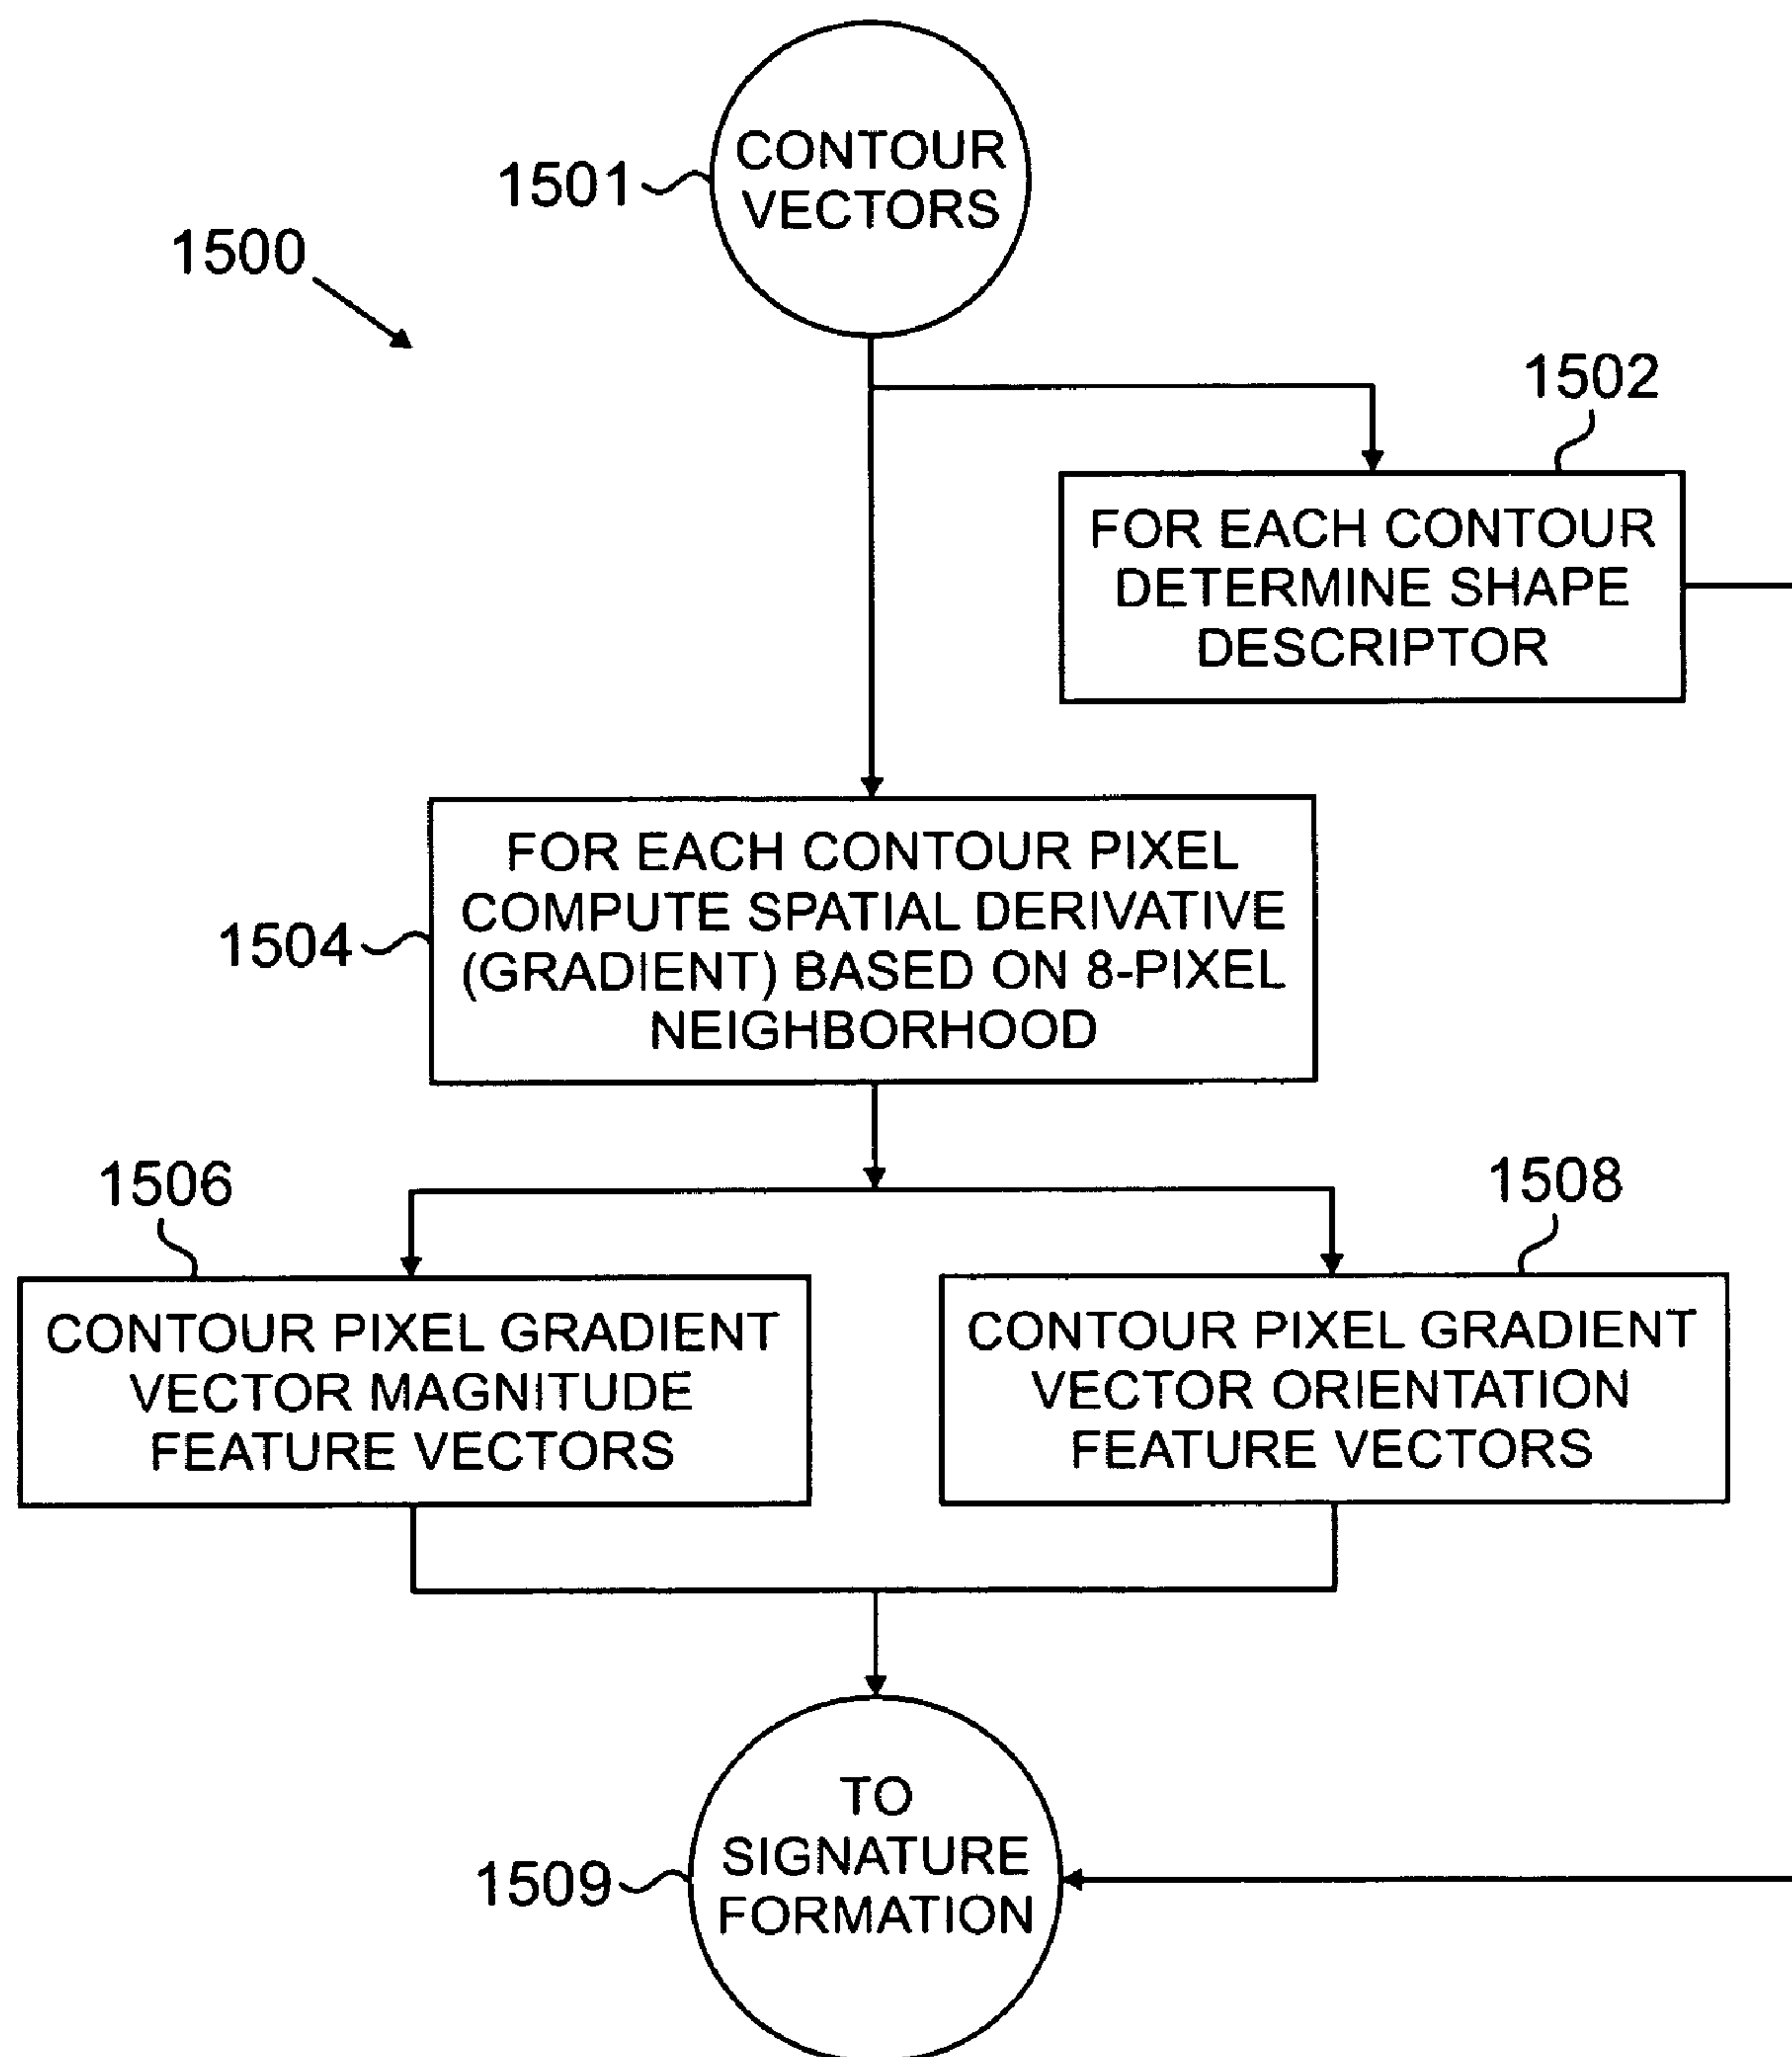 CONTOUR
VECTORS
1501
1500
1502
FOR EACH CONTOUR
DETERMINE SHAPE
DESCRIPTOR
FOR EACH CONTOUR PIXEL
COMPUTE SPATIAL DERIVATIVE
(GRADIENT) BASED ON 8-PIXEL
NEIGHBORHOOD
1504
1506
1508
CONTOUR PIXEL GRADIENT
VECTOR MAGNITUDE
FEATURE VECTORS
CONTOUR PIXEL GRADIENT
VECTOR ORIENTATION
FEATURE VECTORS
TO
SIGNATURE
FORMATION
1509